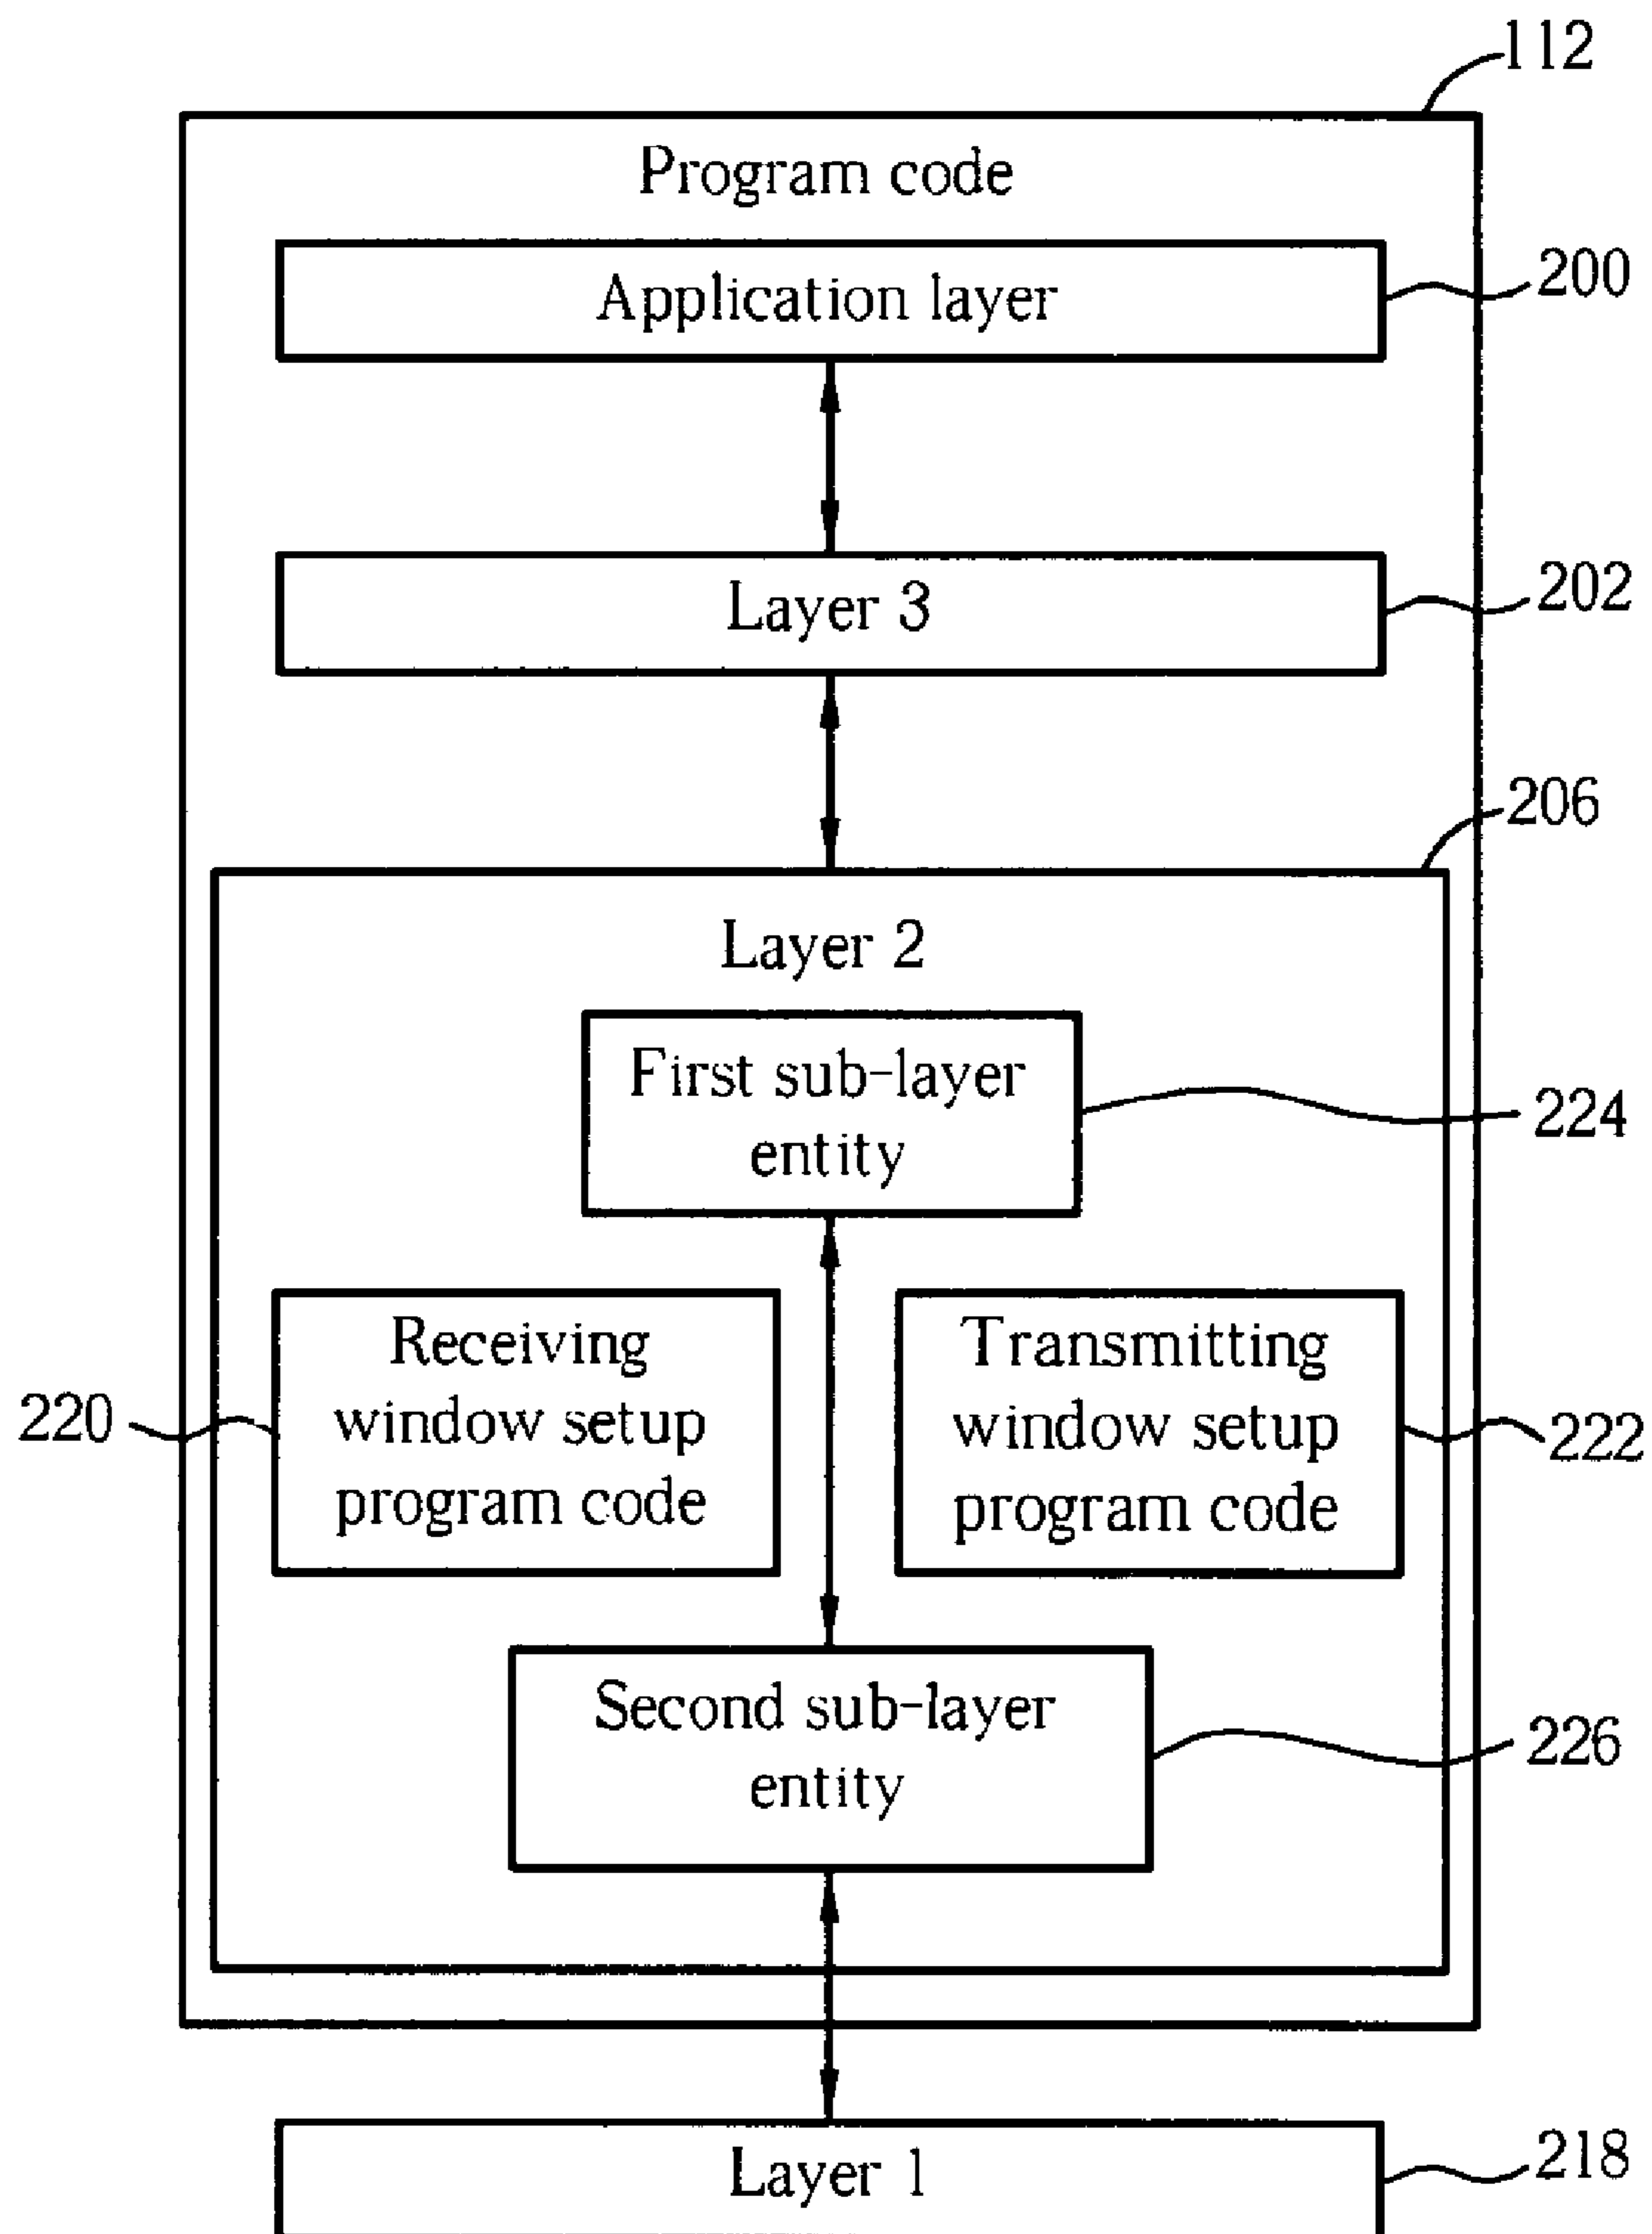 112
Program code
Application layer
200
Layer 3
202
206
Layer 2
First sub-layer
entity
224
Receiving
window setup
program code
220
Transmitting
window setup
program code
222
Second sub-layer
entity
226
Layer 1
218